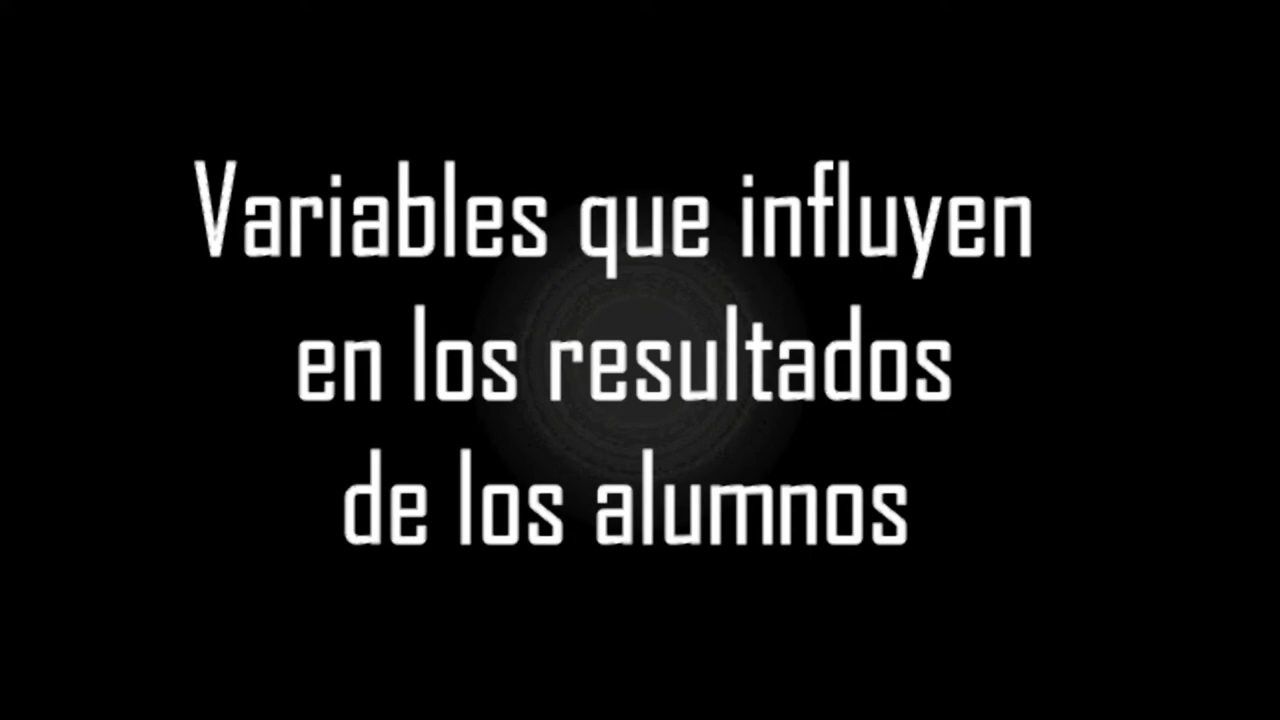 Variables que influyen
en los resultados
de los alumnos